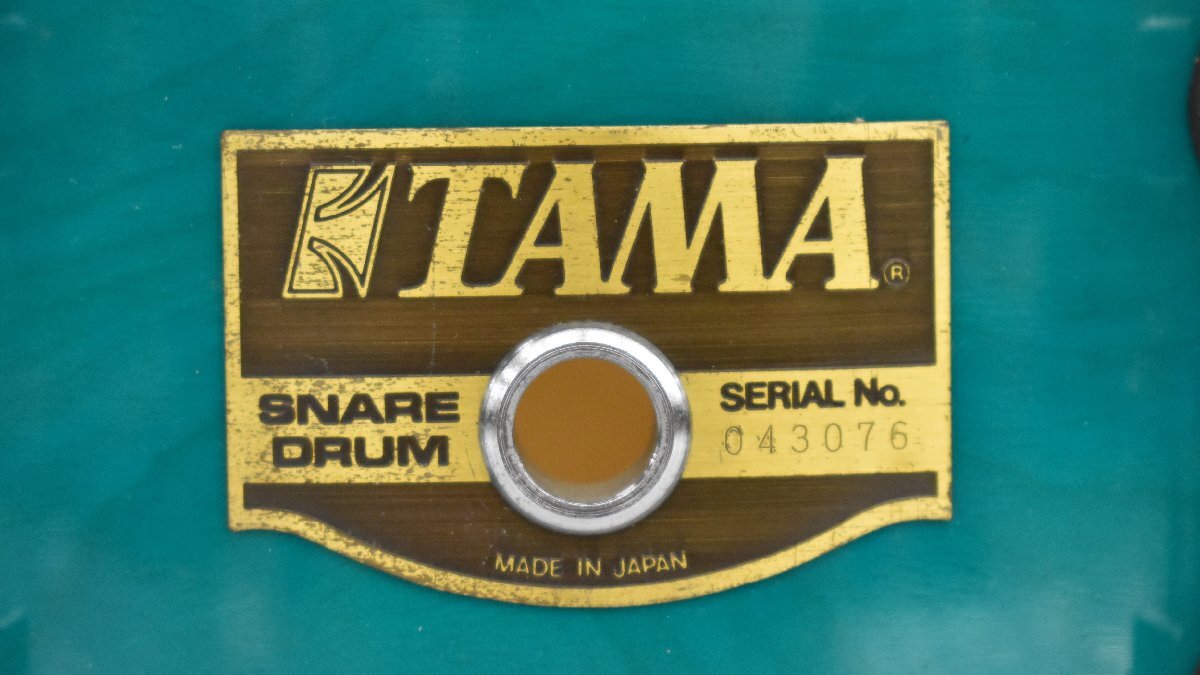 TAMA®
SNARE
DRUM
SERIAL No.
043076
MADE IN JAPAN